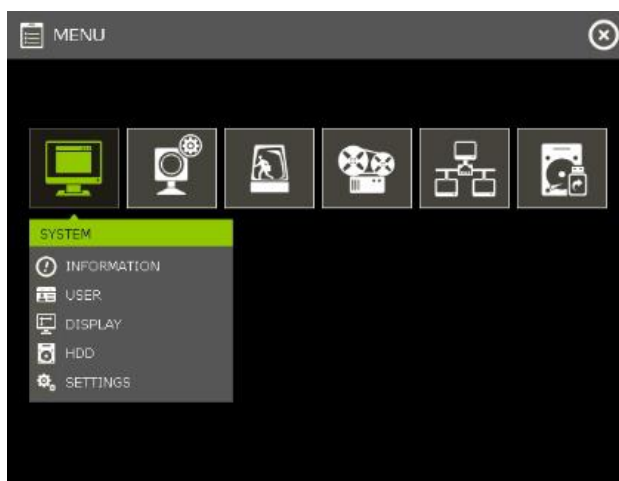 MENU
SYSTEM
INFORMATION
USER
DISPLAY
HDD
SETTINGS